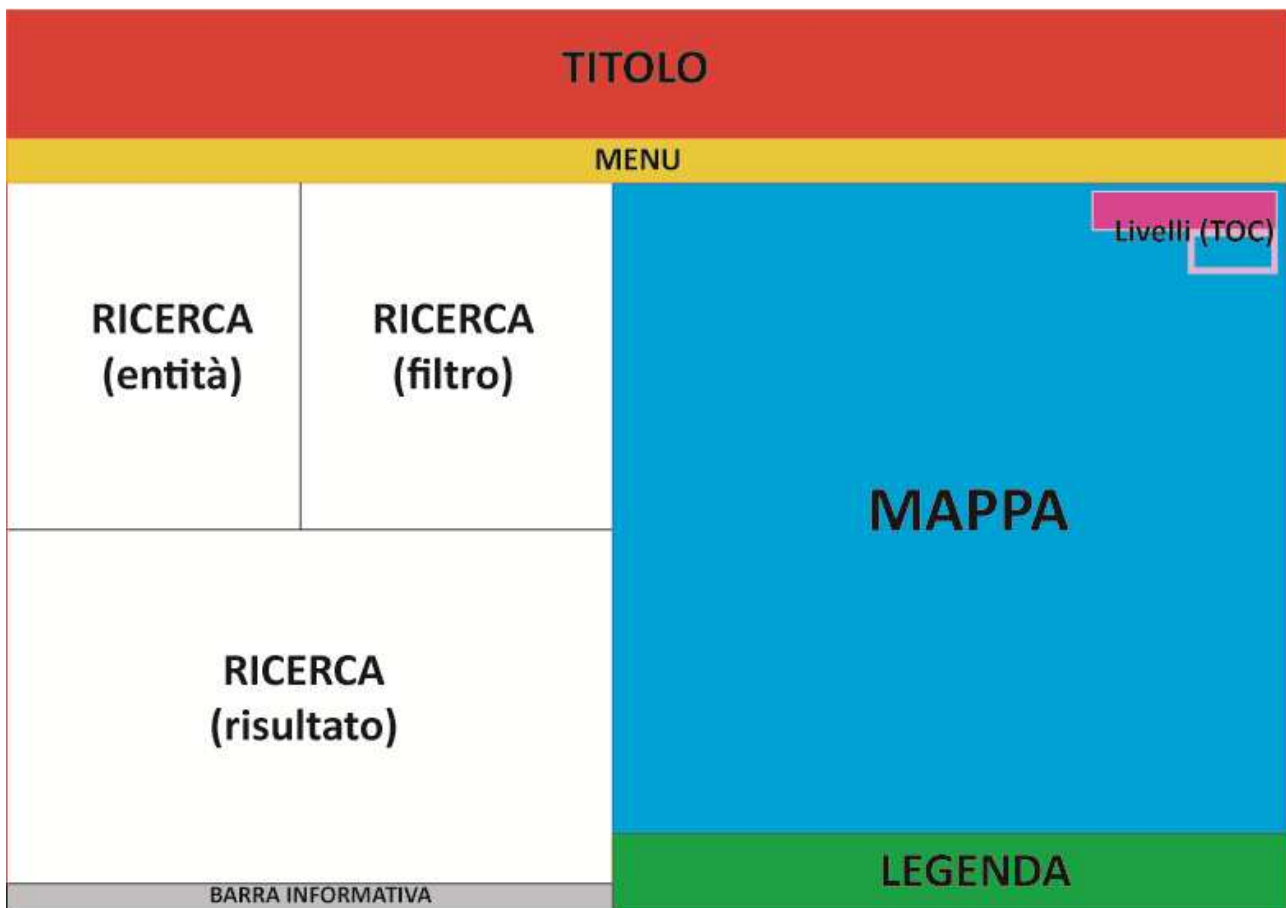 TITOLO
MENU
Livelli (TOC)
RICERCA
(entità)
RICERCA
(filtro)
MAPPA
RICERCA
(risultato)
LEGENDA
BARRA INFORMATIVA